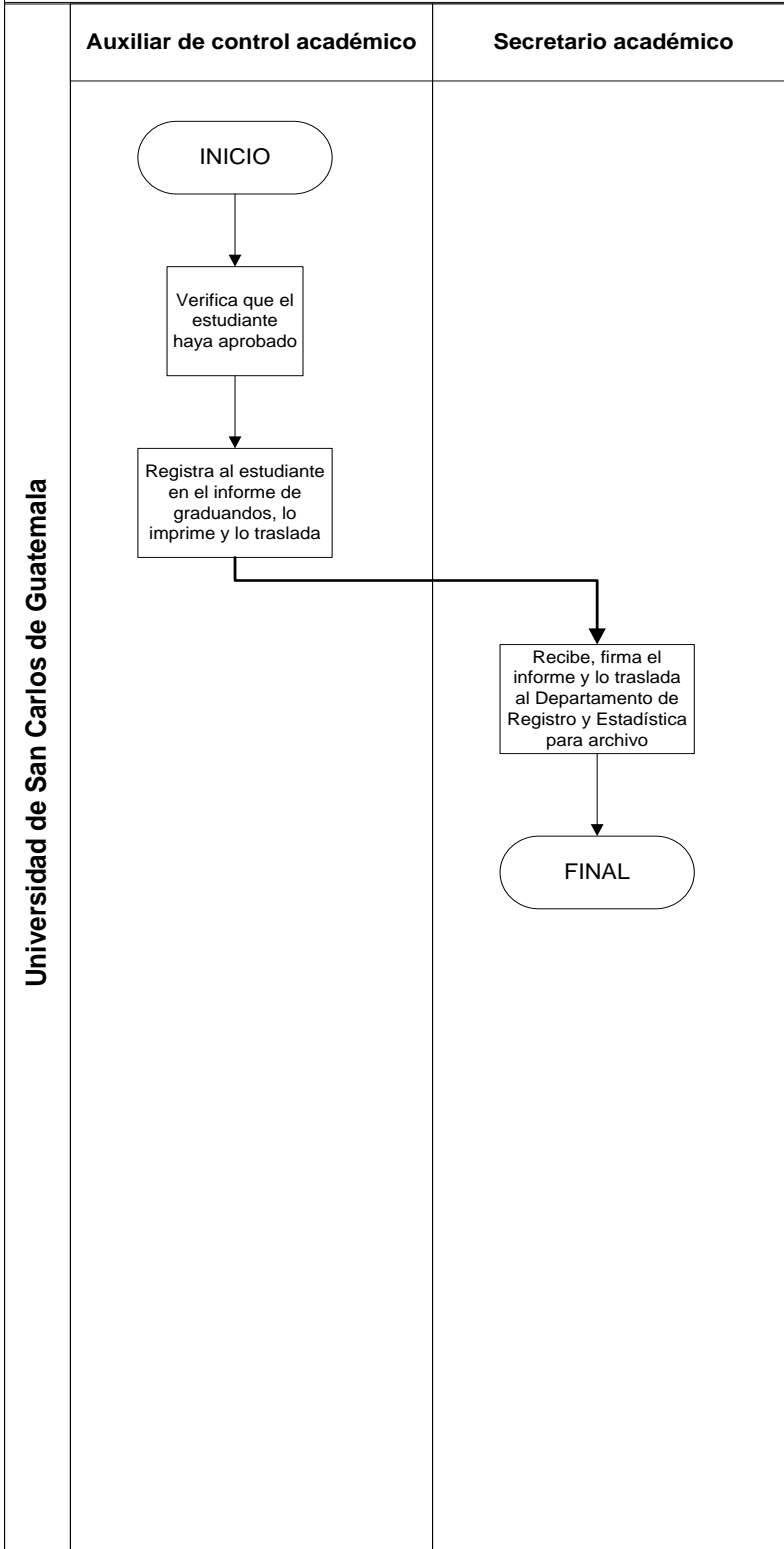 Auxiliar de control académico
Secretario académico
Universidad de San Carlos de Guatemala
INICIO
Verifica que el
estudiante
haya aprobado
Registra al estudiante
en el informe de
graduandos, lo
imprime y lo traslada
Recibe, firma el
informe y lo traslada
al Departamento de
Registro y Estadística
para archivo
FINAL